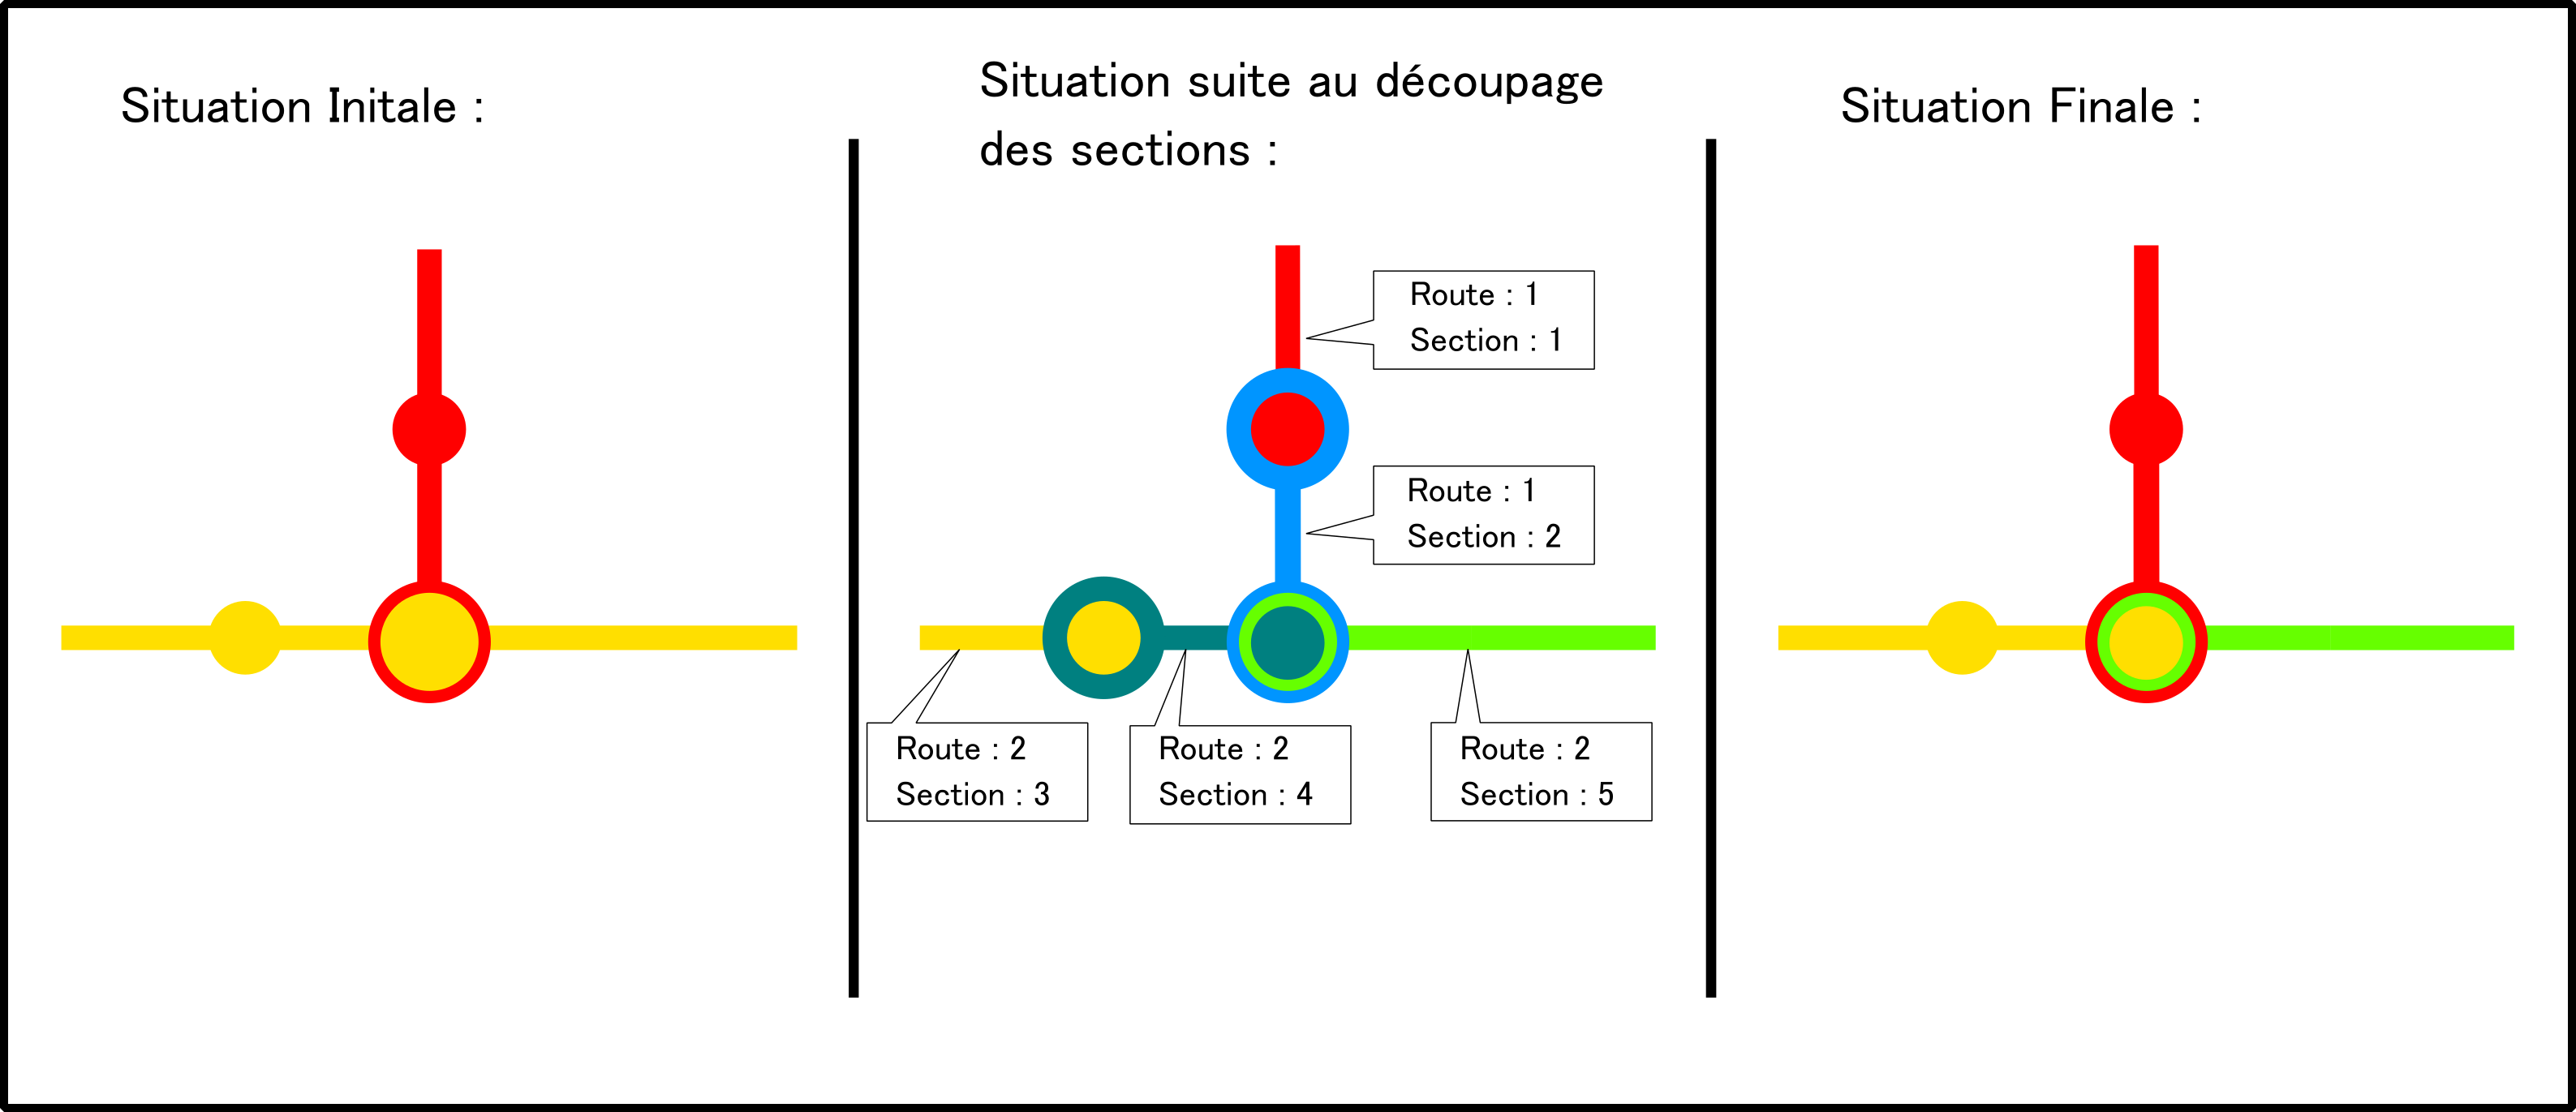 Situation Initale :
Situation suite au découpage
des sections :
Situation Finale :
Route : 1
Section : 1
Route : 1
Section : 2
Route : 2
Section : 3
Route : 2
Section : 4
Route : 2
Section : 5